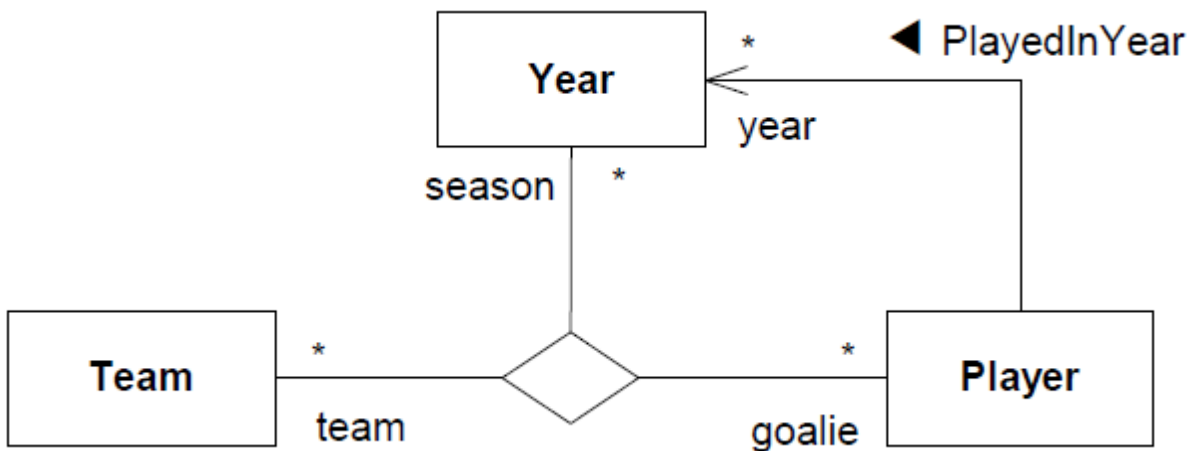 *
◀ PlayedInYear
Year
year
season
*
Team
*
team
*
goalie
Player